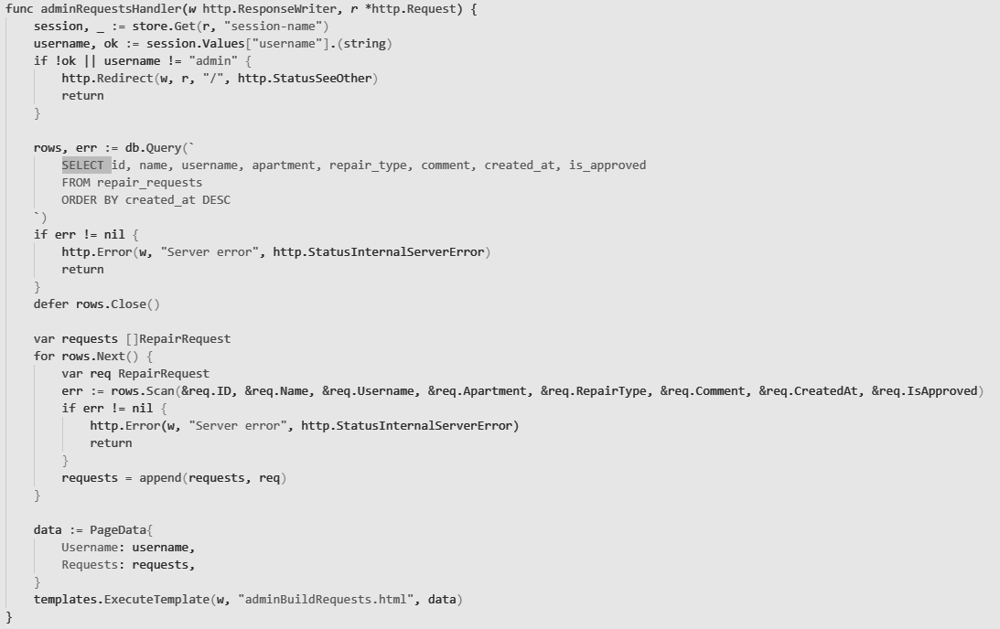 func adminRequestsHandler(w http.ResponseWriter, r *http.Request) {
    session, _ := store.Get(r, "session-name")
    username, ok := session.Values["username"].(string)
    if !ok || username != "admin" {
        http.Redirect(w, r, "/", http.StatusSeeOther)
        return
    }

    rows, err := db.Query(`
        SELECT id, name, username, apartment, repair_type, comment, created_at, is_approved
        FROM repair_requests
        ORDER BY created_at DESC
    `)
    if err != nil {
        http.Error(w, "Server error", http.StatusInternalServerError)
        return
    }
    defer rows.Close()

    var requests []RepairRequest
    for rows.Next() {
        var req RepairRequest
        err := rows.Scan(&req.ID, &req.Name, &req.Username, &req.Apartment, &req.RepairType, &req.Comment, &req.CreatedAt, &req.IsApproved)
        if err != nil {
            http.Error(w, "Server error", http.StatusInternalServerError)
            return
        }
        requests = append(requests, req)
    }

    data := PageData{
        Username: username,
        Requests: requests,
    }
    templates.ExecuteTemplate(w, "adminBuildRequests.html", data)
}